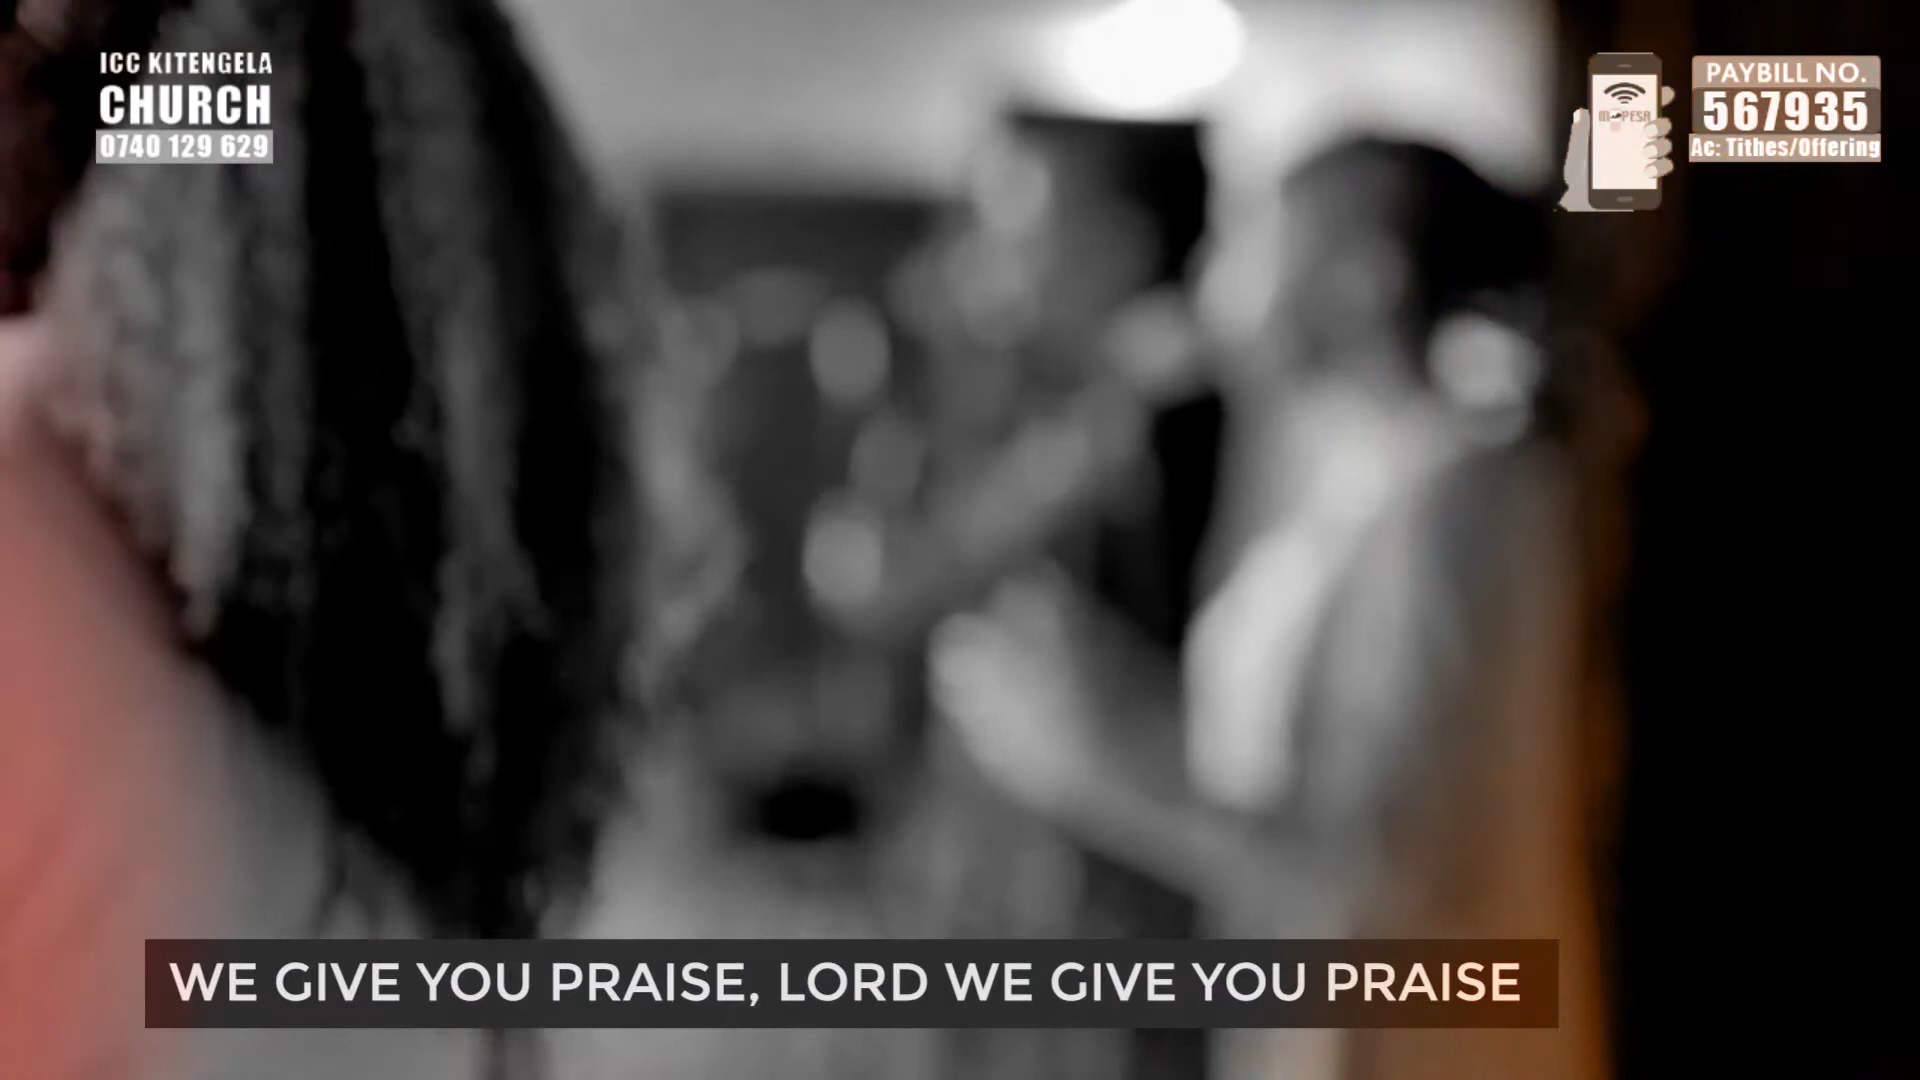 ICC KITENGELA
CHURCH
0740 129 629
M-PESA
PAYBILL NO.
567935
Ac: Tithes/Offering
WE GIVE YOU PRAISE, LORD WE GIVE YOU PRAISE